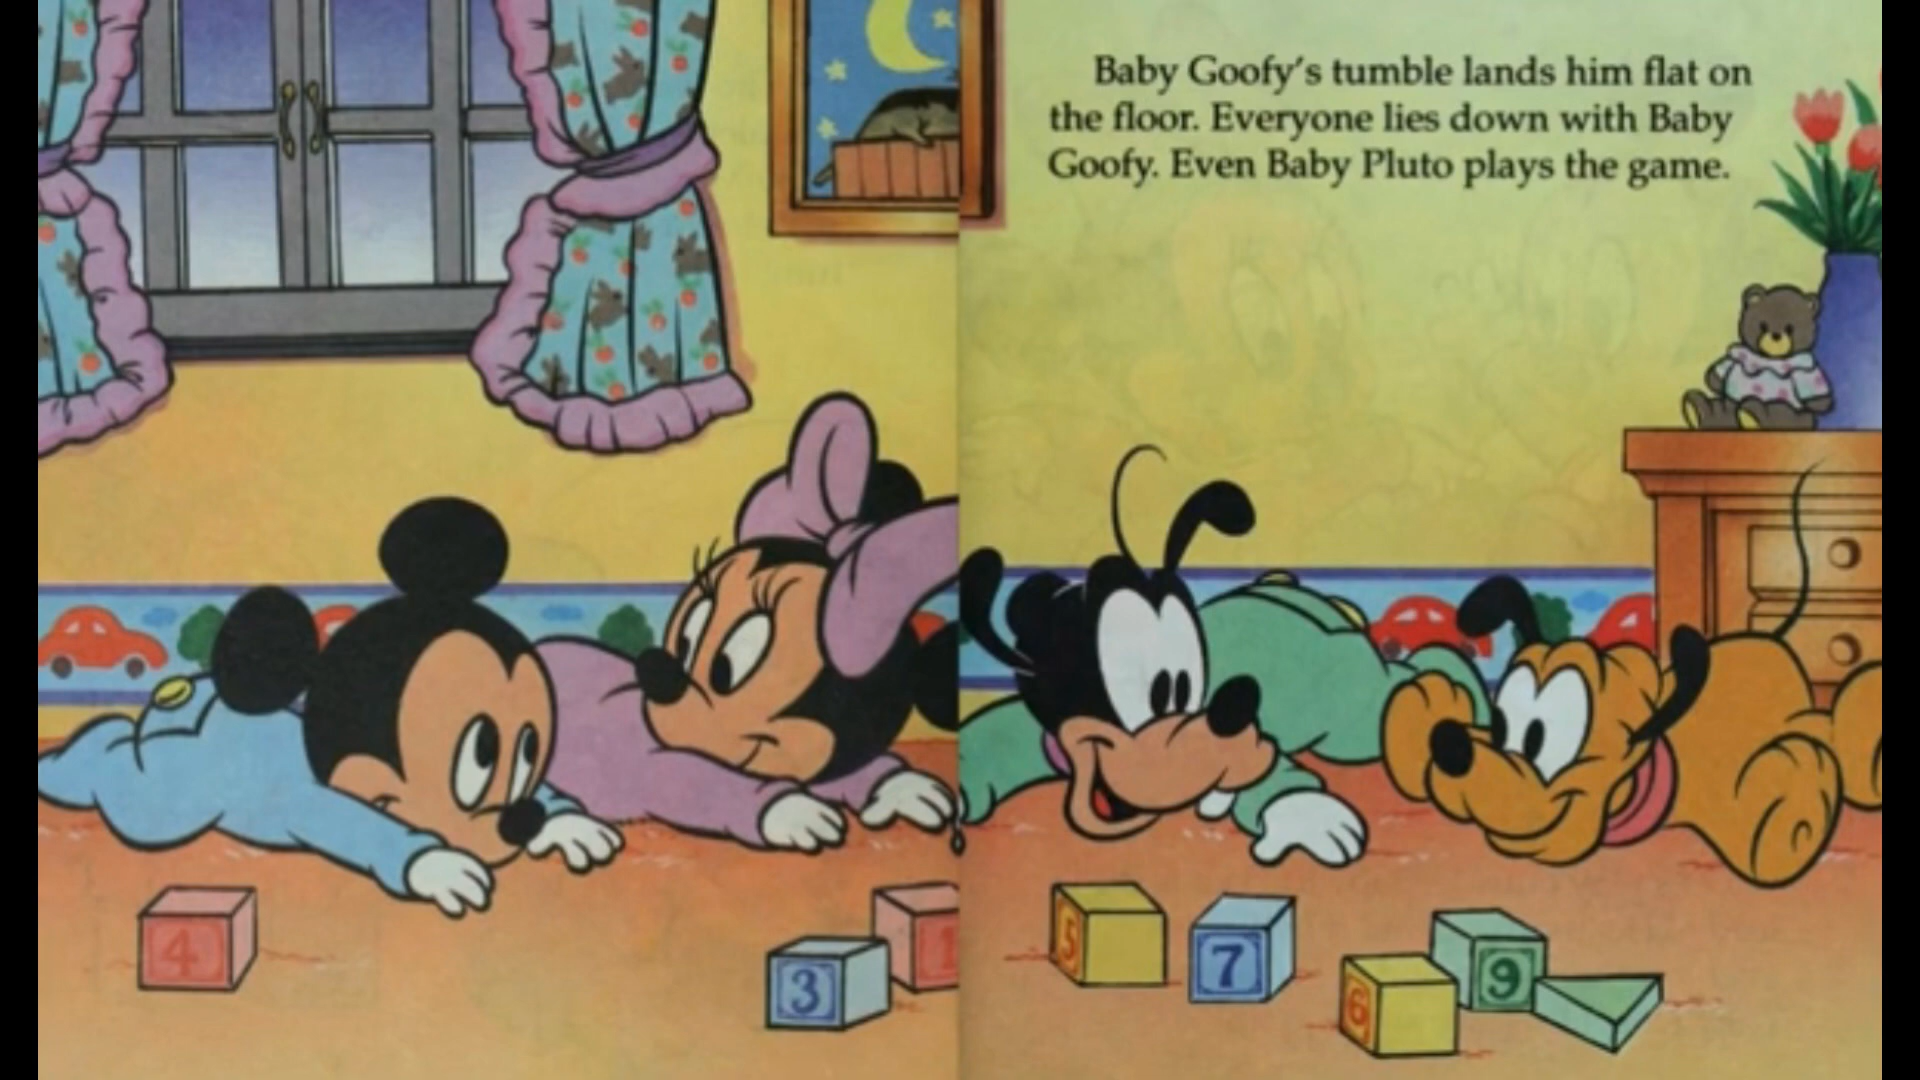 Baby Goofy's tumble lands him flat on
the floor. Everyone lies down with Baby
Goofy. Even Baby Pluto plays the game.
4
3
1
5
7
6
9